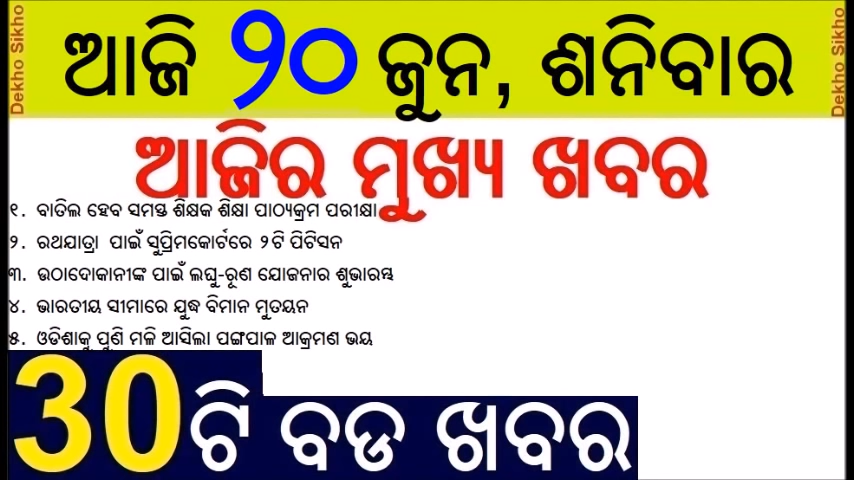 Dekho Sikho
Dekho Sikho
ଆଜି ୨୦ ଜୁନ, ଶନିବାର
ଆଜିର ମୁଖ୍ୟ ଖବର
୧. ବାତିଲ ହେବ ସମସ୍ତ ଶିକ୍ଷକ ଶିକ୍ଷା ପାଠ୍ୟକ୍ରମ ପରୀକ୍ଷା
୨. ରଥଯାତ୍ରା ପାଇଁ ସୁପ୍ରିମକୋର୍ଟରେ ୨ଟି ପିଟିସନ
୩. ଉଠାଦୋକାନୀଙ୍କ ପାଇଁ ଲଘୁ-ରୂଣ ଯୋଜନାର ଶୁଭାରମ୍ଭ
୪. ଭାରତୀୟ ସୀମାରେ ଯୁଦ୍ଧ ବିମାନ ମୁତୟନ
୫. ଓଡିଶାକୁ ପୁଣି ମଳି ଆସିଲା ପଙ୍ଗପାଳ ଆକ୍ରମଣ ଭୟ
30ଟି ବଡ ଖବର